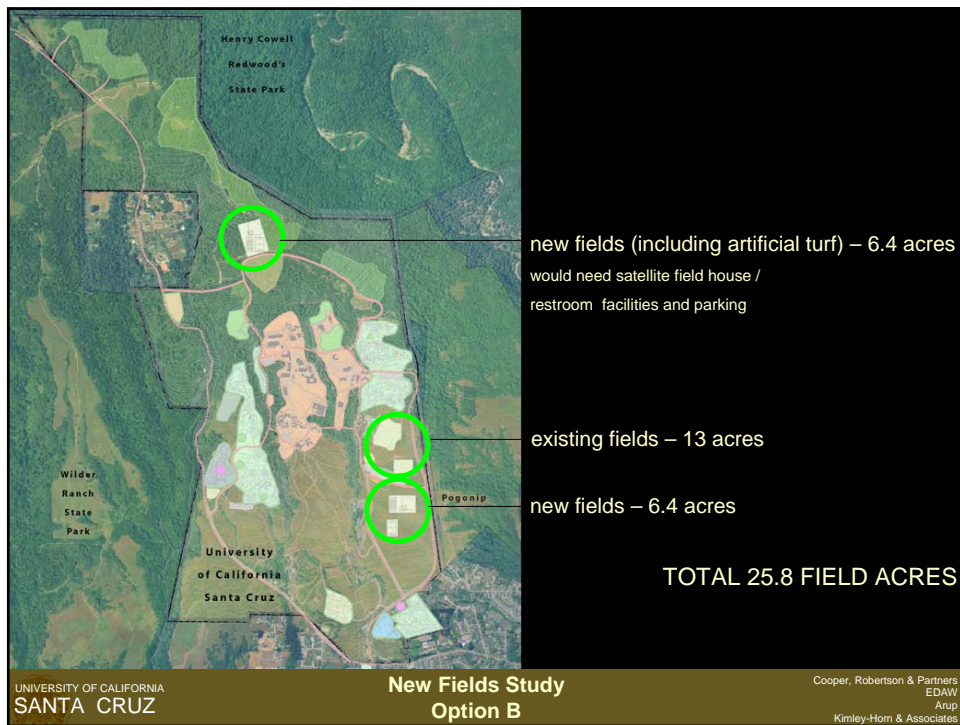 Henry Cowell
Redwood's
State Park
new fields (including artificial turf) – 6.4 acres
would need satellite field house /
restroom facilities and parking
existing fields – 13 acres
Wilder
Ranch
State
Park
Pogonip
new fields – 6.4 acres
University
of California
Santa Cruz
TOTAL 25.8 FIELD ACRES
UNIVERSITY OF CALIFORNIA
SANTA CRUZ
New Fields Study
Option B
Cooper, Robertson & Partners
EDAW
Arup
Kimley-Horn & Associates